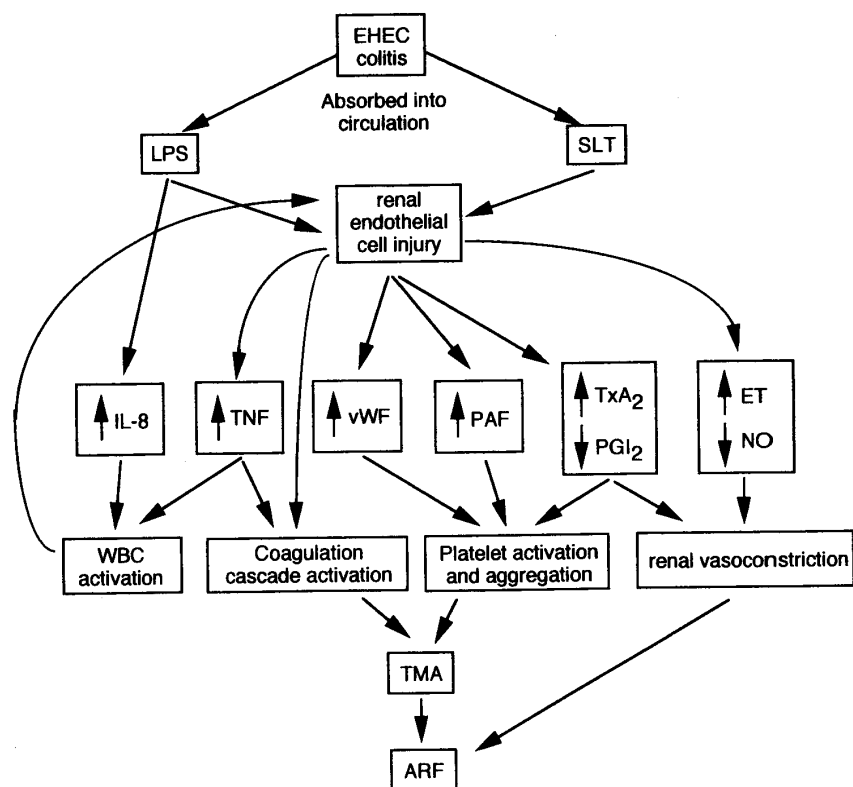 EHEC
colitis
Absorbed into
circulation
LPS
SLT
renal
endothelial
cell injury
IL-8
TNF
vWF
PAF
TxA2
PGI2
ET
NO
WBC
activation
Coagulation
cascade activation
Platelet activation
and aggregation
renal vasoconstriction
TMA
ARF